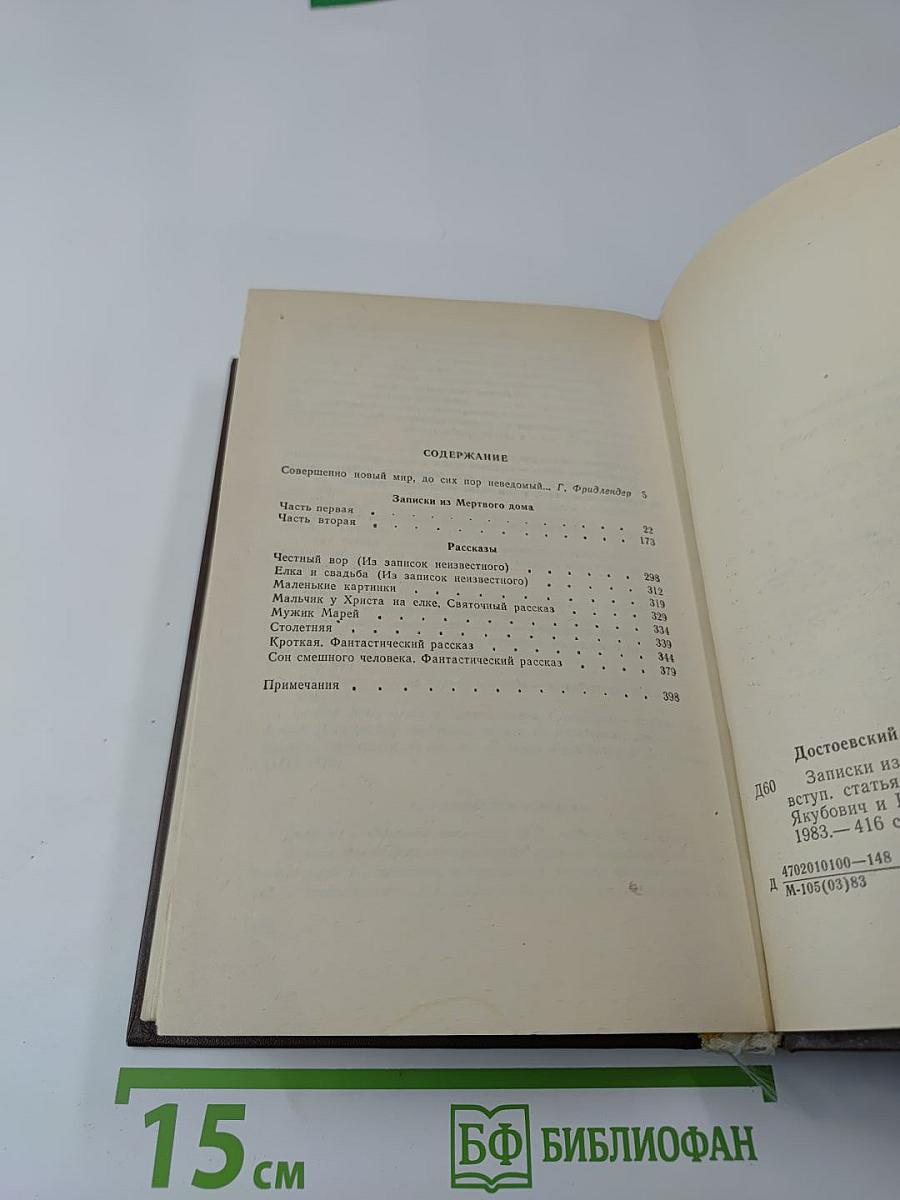 СОДЕРЖАНИЕ
Совершенно новый мир, до сих пор неведомый... Г. Фридлендер 5
Записки из Мертвого дома
Часть первая . . . . . . . . . . . . 22
Часть вторая . . . . . . . . . . . . 173
Рассказы
Честный вор (Из записок неизвестного) . . . . . . 298
Елка и свадьба (Из записок неизвестного) . . . . . 312
Маленькие картинки . . . . . . . . . . 319
Мальчик у Христа на елке. Святочный рассказ . . . . 329
Мужик Марей . . . . . . . . . . . 334
Столетняя . . . . . . . . . . . . 339
Кроткая. Фантастический рассказ . . . . . . . 344
Сон смешного человека. Фантастический рассказ . . . . 379
Примечания . . . . . . . . . . . . 398
Достоевский
Д60
Записки из
вступ. статья
Якубович и
1983.— 416 с
Д 4702010100—148
М-105(03)83
15 см
БФ БИБЛИОФАН